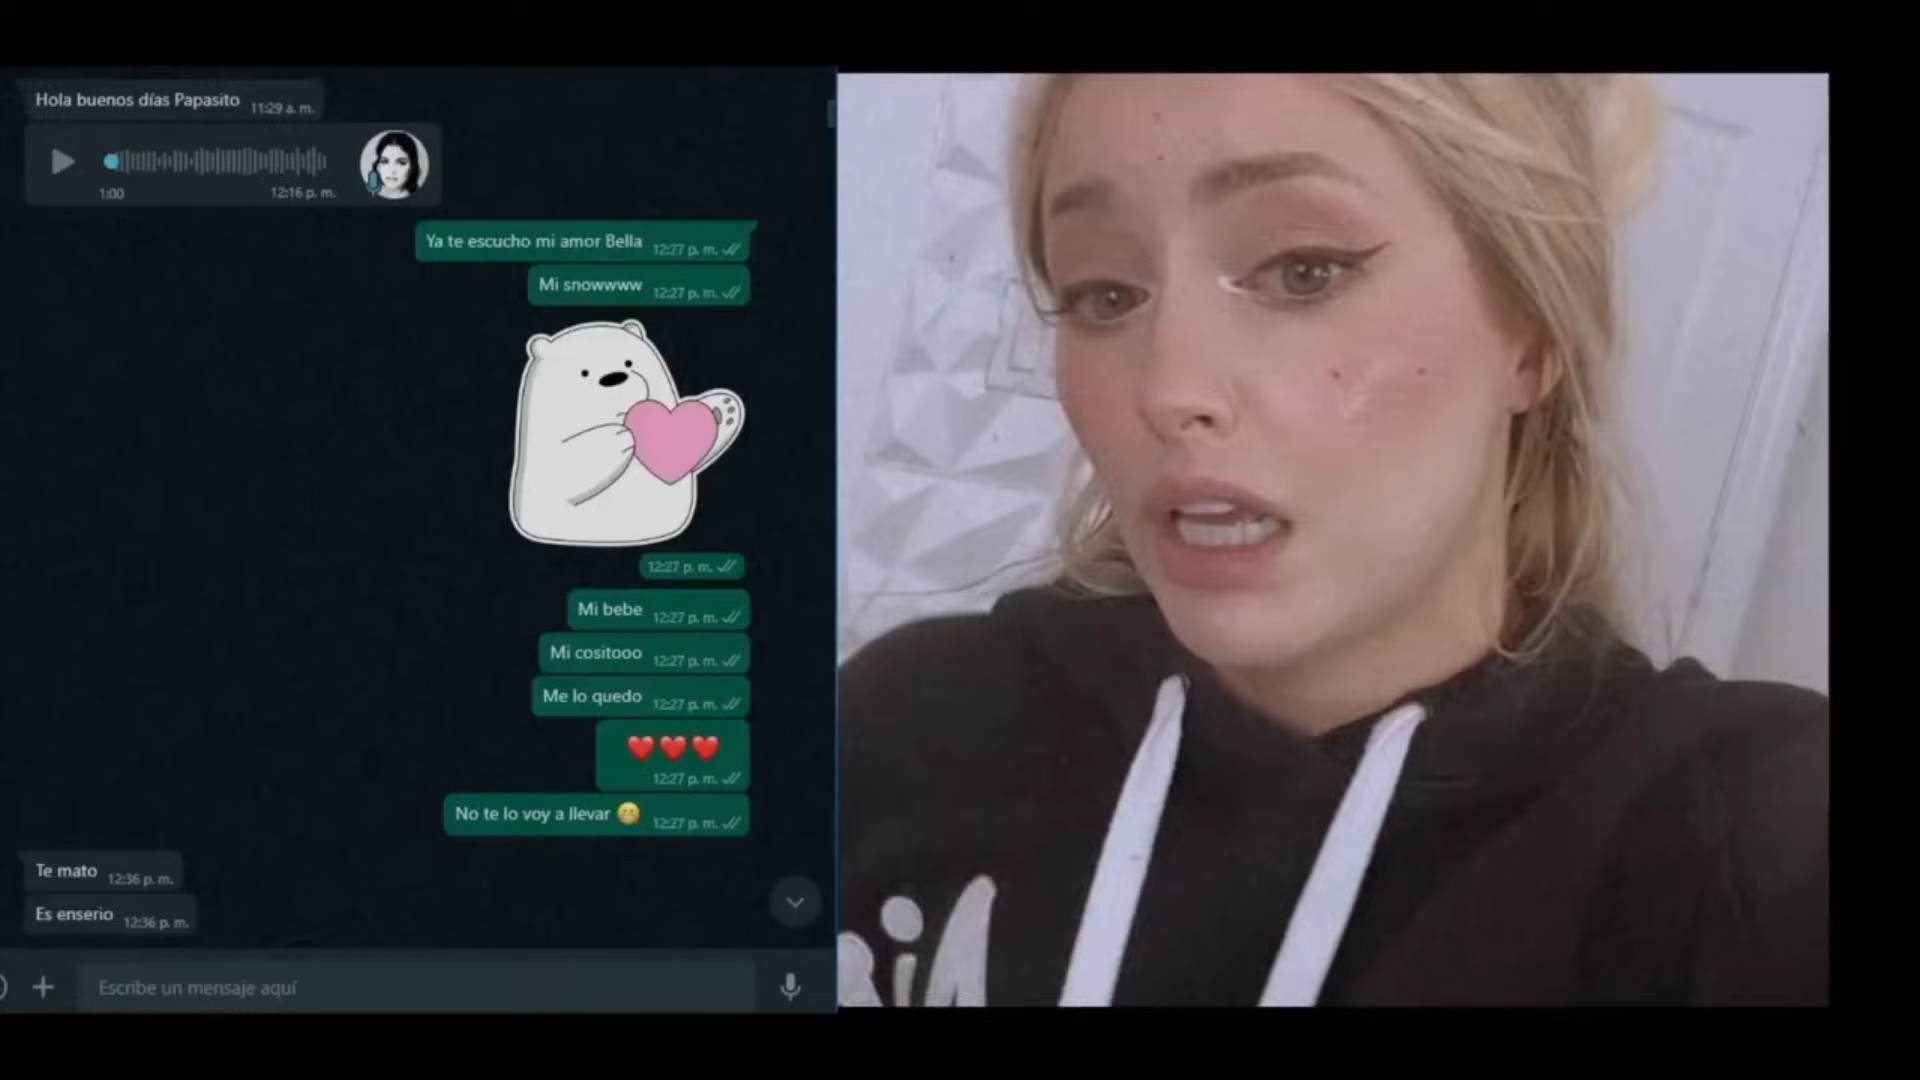 Hola buenos días Papasito 11:29 a. m.
1:00 12:16 p. m.
Ya te escucho mi amor Bella 12:27 p. m.
Mi snowwww 12:27 p. m.
12:27 p. m.
Mi bebe 12:27 p. m.
Mi cositooo 12:27 p. m.
Me lo quedo 12:27 p. m.
❤️❤️❤️
12:27 p. m.
No te lo voy a llevar 😁 12:27 p. m.
Te mato 12:36 p. m.
Es enserio 12:36 p. m.
Escribe un mensaje aquí